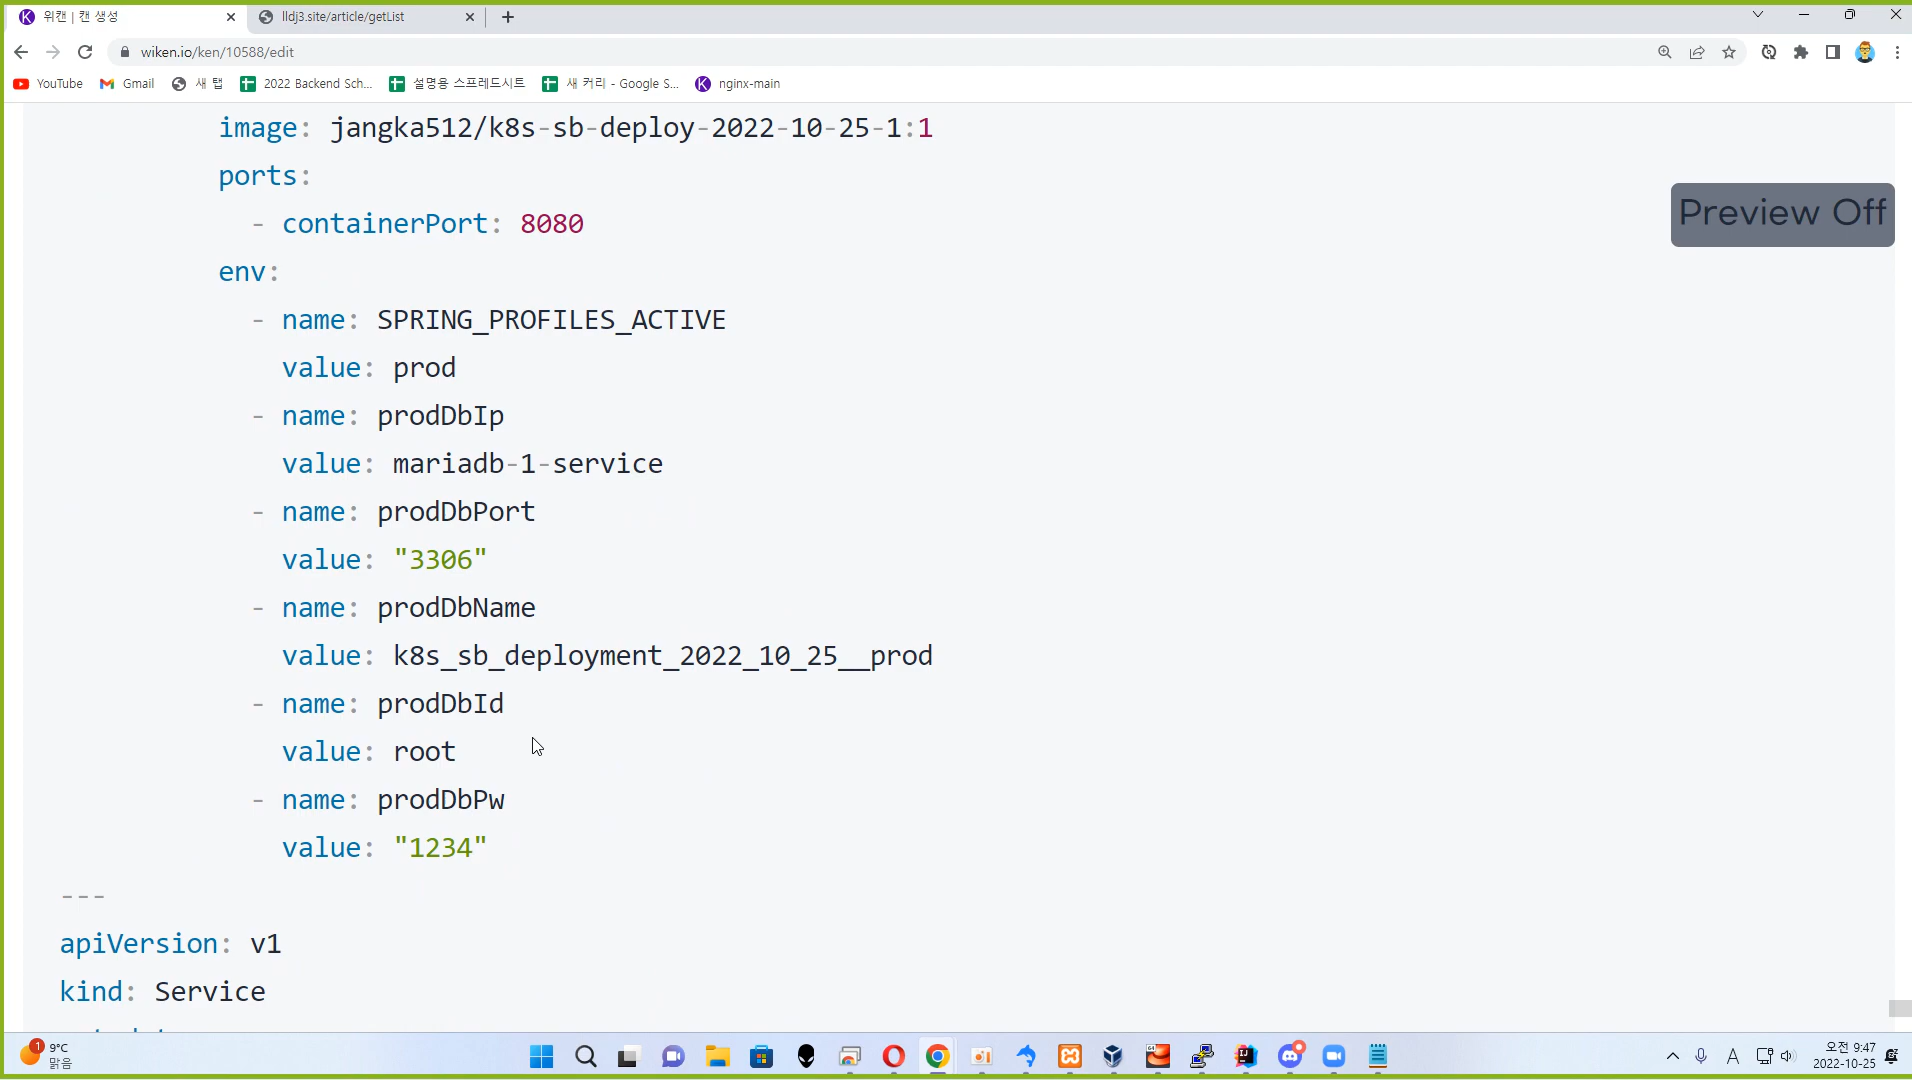 위캔 | 캔 생성
lldj3.site/article/getList
wiken.io/ken/10588/edit
YouTube
Gmail
새 탭
2022 Backend Sch...
설명용 스프레드시트
새 커리 - Google S...
nginx-main
image: jangka512/k8s-sb-deploy-2022-10-25-1:1
ports:
- containerPort: 8080
env:
- name: SPRING_PROFILES_ACTIVE
value: prod
- name: prodDbIp
value: mariadb-1-service
- name: prodDbPort
value: "3306"
- name: prodDbName
value: k8s_sb_deployment_2022_10_25__prod
- name: prodDbId
value: root
- name: prodDbPw
value: "1234"
---
apiVersion: v1
kind: Service
Preview Off
1
9°C
맑음
A
오전 9:47
2022-10-25